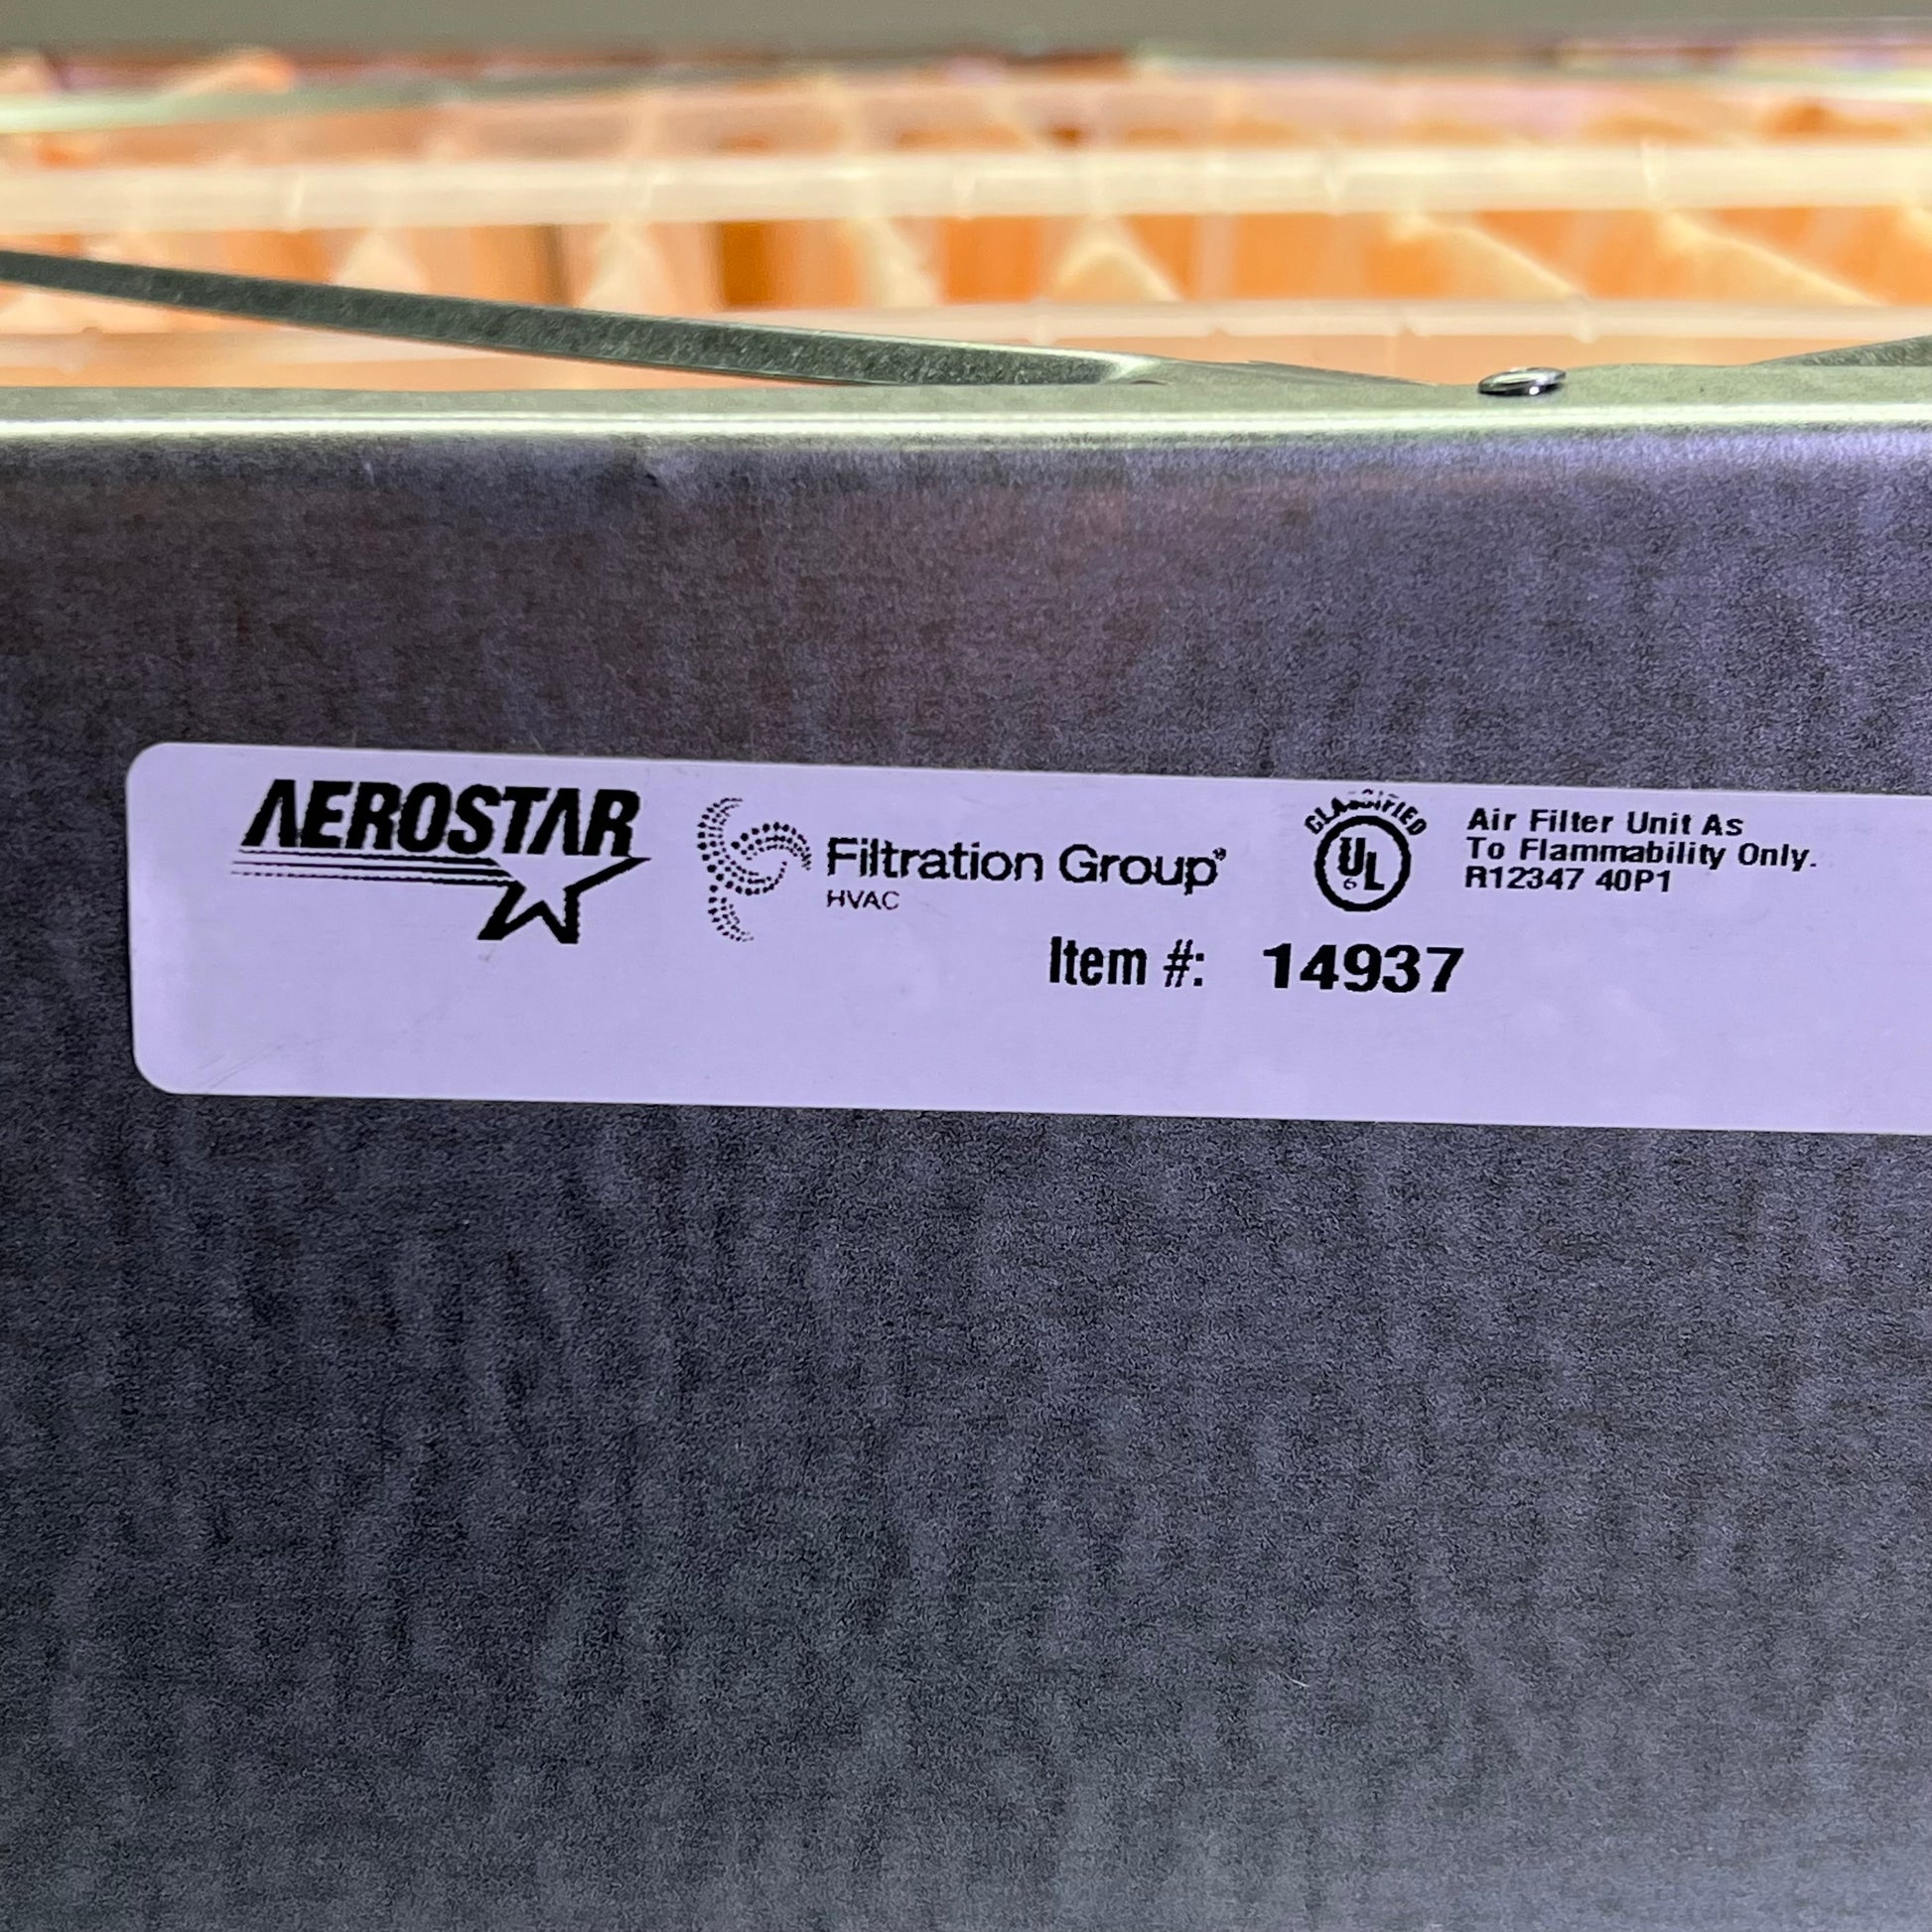 AEROSTAR
Filtration Group®
HVAC
CLASSIFIED
UL
Air Filter Unit As
To Flammability Only.
R12347 40P1
Item #: 14937